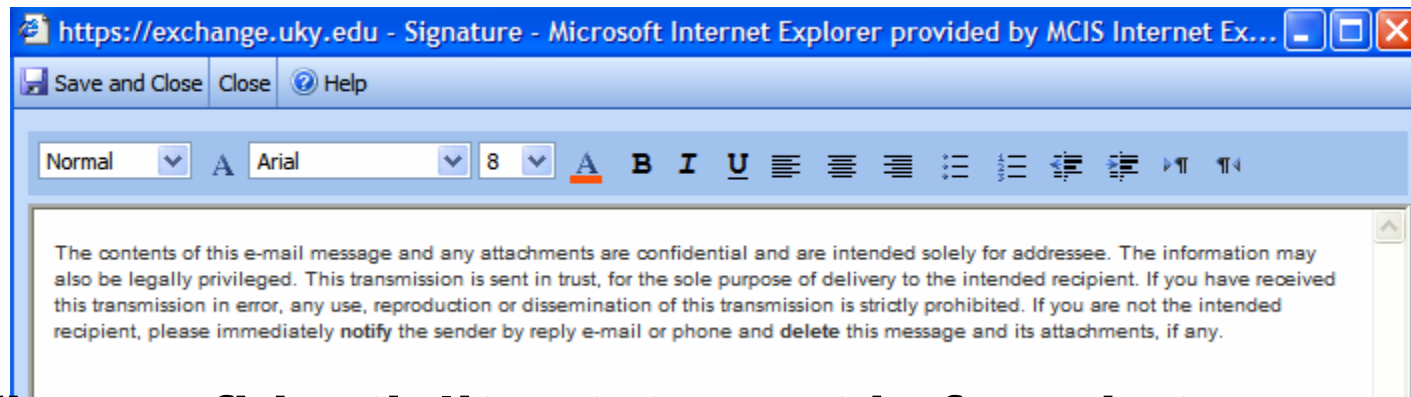 https://exchange.uky.edu - Signature - Microsoft Internet Explorer provided by MCIS Internet Ex...
Save and Close Close Help
Normal A Arial 8 A B I U
The contents of this e-mail message and any attachments are confidential and are intended solely for addressee. The information may
also be legally privileged. This transmission is sent in trust, for the sole purpose of delivery to the intended recipient. If you have received
this transmission in error, any use, reproduction or dissemination of this transmission is strictly prohibited. If you are not the intended
recipient, please immediately notify the sender by reply e-mail or phone and delete this message and its attachments, if any.